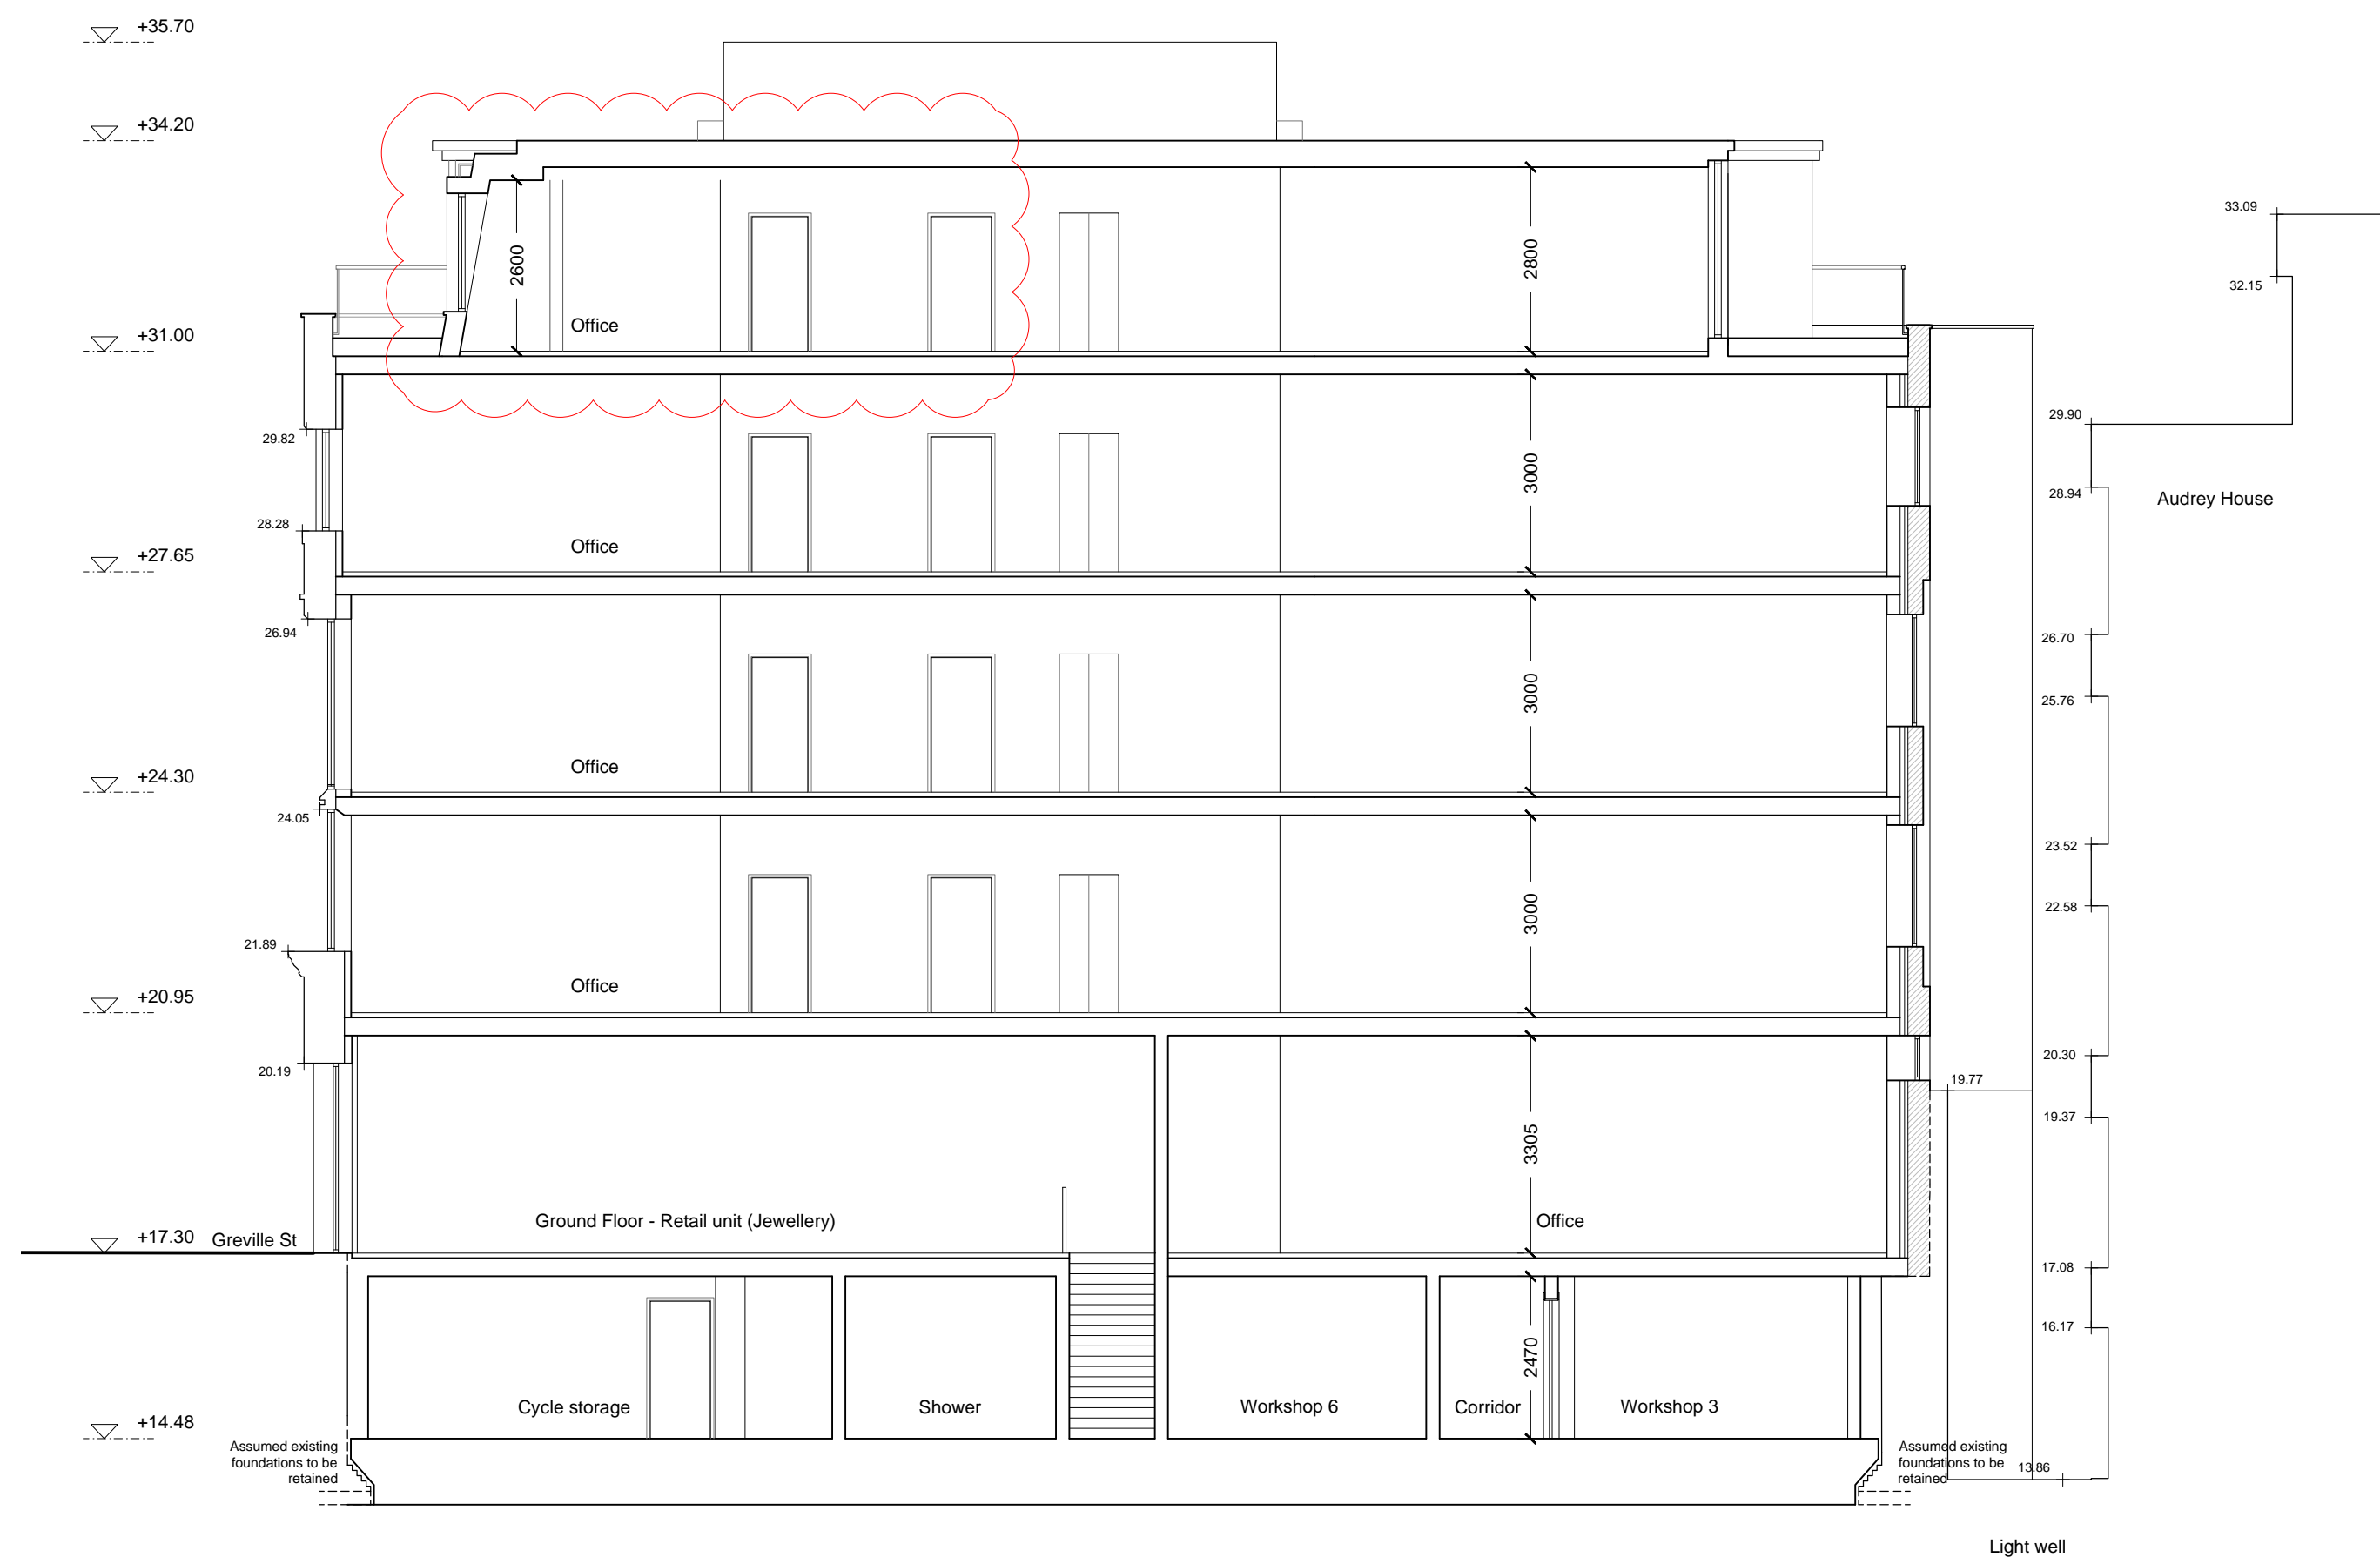 +35.70
+34.20
33.09
2600
2800
32.15
Office
+31.00
29.90
29.82
3000
28.94
Audrey House
28.28
Office
+27.65
26.94
26.70
3000
25.76
Office
+24.30
24.05
23.52
3000
22.58
21.89
Office
+20.95
20.30
20.19
19.77
19.37
3305
Ground Floor - Retail unit (Jewellery)
Office
+17.30
Greville St
17.08
16.17
2470
Cycle storage
Shower
Workshop 6
Corridor
Workshop 3
+14.48
Assumed existing
foundations to be
retained
Assumed existing
foundations to be
retained
13.86
Light well